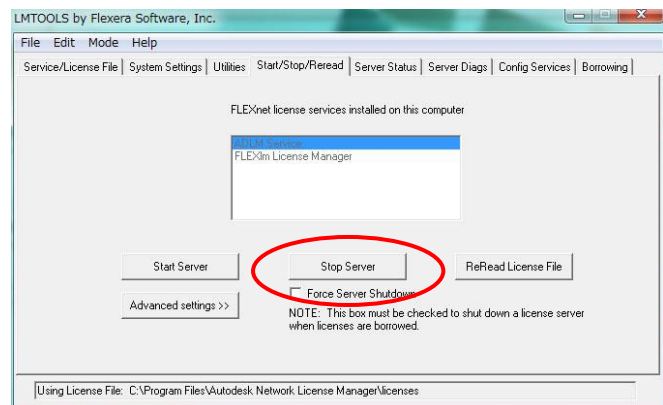 LMTOOLS by Flexera Software, Inc.
File Edit Mode Help
Service/License File System Settings Utilities Start/Stop/Reread Server Status Server Diags Config Services Borrowing
FLEXnet license services installed on this computer
ADLM Service
FLEXlm License Manager
Start Server Stop Server ReRead License File
Force Server Shutdown
Advanced settings >>
NOTE: This box must be checked to shut down a license server
when licenses are borrowed.
Using License File: C:\Program Files\Autodesk Network License Manager\licenses